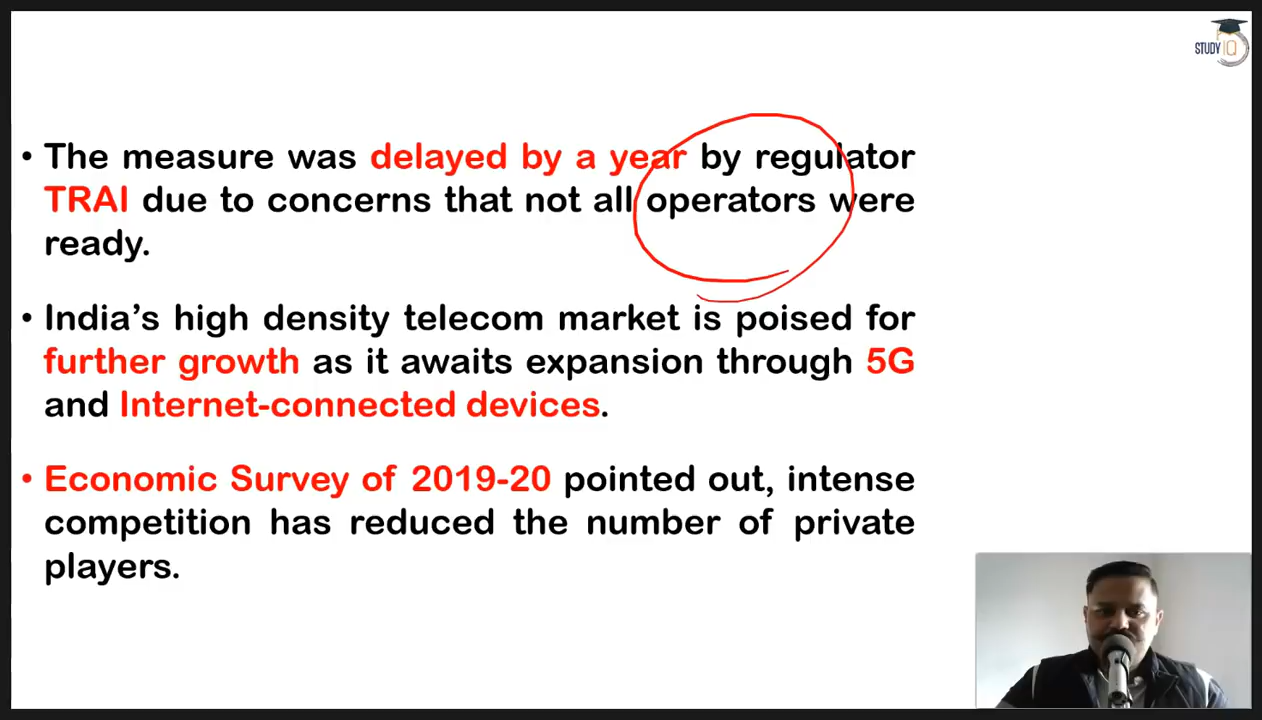 STUDY IQ
• The measure was delayed by a year by regulator
TRAI due to concerns that not all operators were
ready.
• India’s high density telecom market is poised for
further growth as it awaits expansion through 5G
and Internet-connected devices.
• Economic Survey of 2019-20 pointed out, intense
competition has reduced the number of private
players.